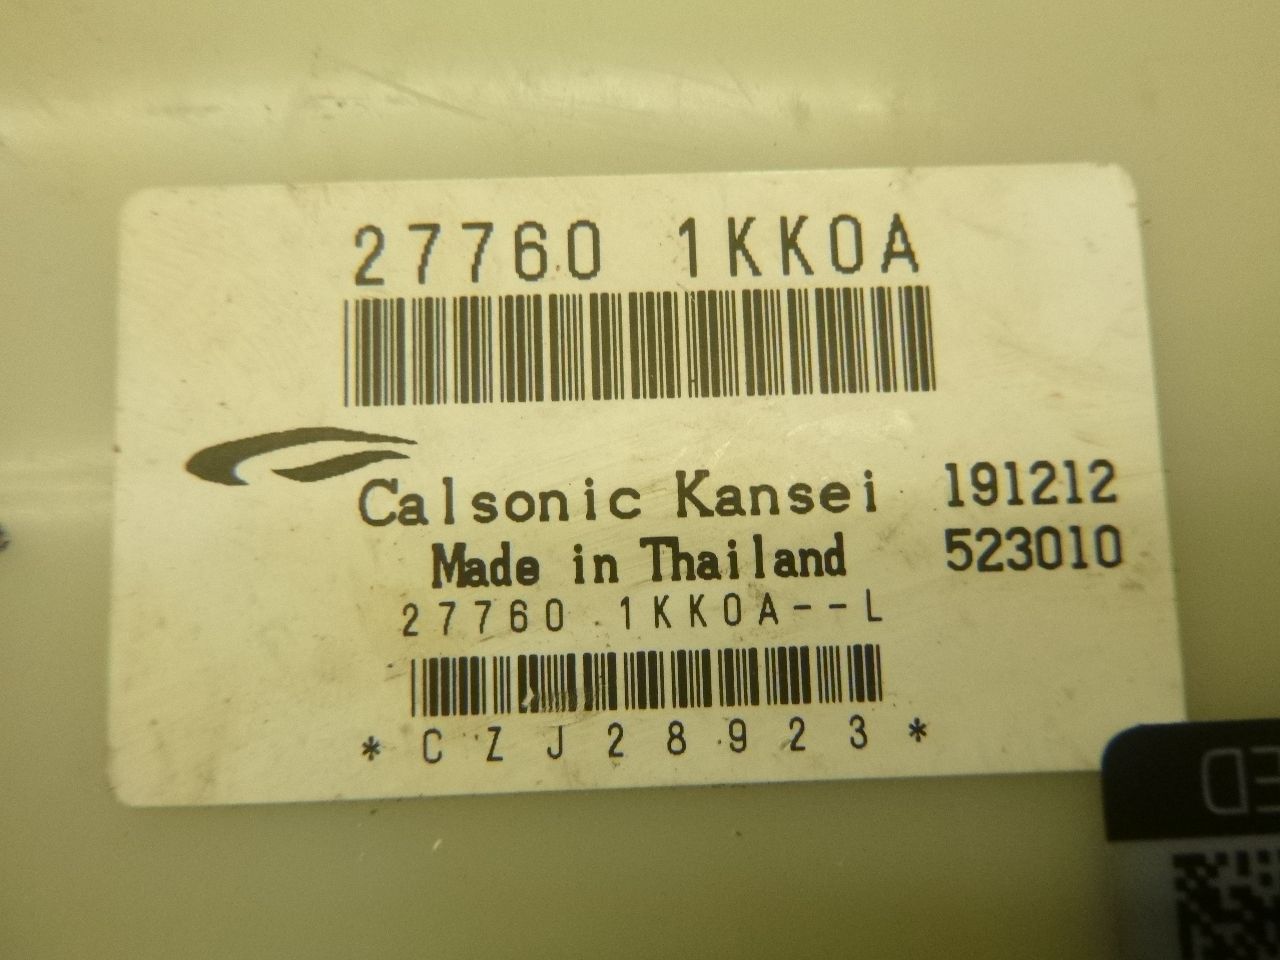 27760 1KK0A
Calsonic Kansei 191212
Made in Thailand 523010
27760 1KK0A--L
*CZJ28923*